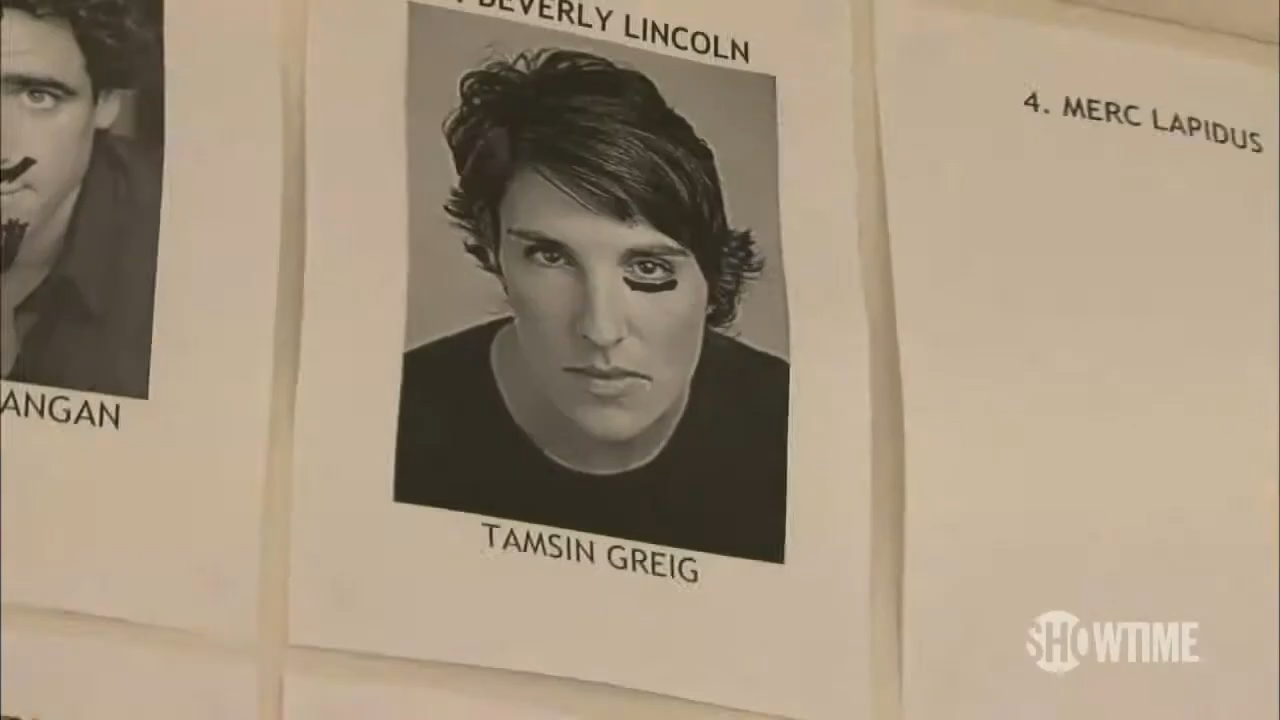 BEVERLY LINCOLN
4. MERC LAPIDUS
ANGAN
TAMSIN GREIG
SHOWTIME